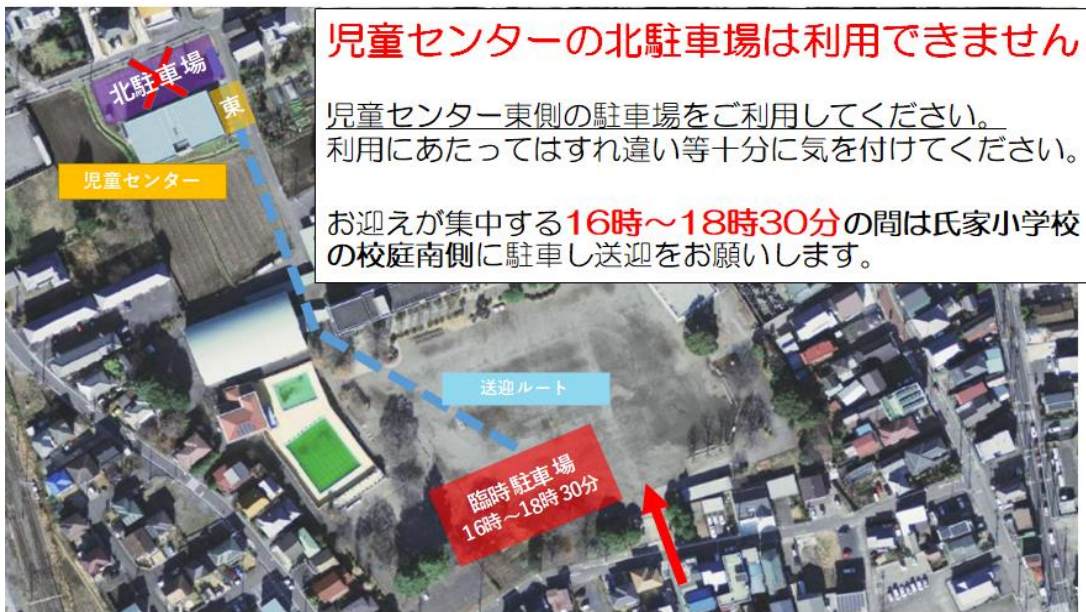 児童センターの北駐車場は利用できません
児童センター東側の駐車場をご利用してください。
利用にあたってはすれ違い等十分に気を付けてください。
お迎えが集中する16時～18時30分の間は氏家小学校
の校庭南側に駐車し送迎をお願いします。
北駐車場
東
児童センター
送迎ルート
臨時駐車場
16時～18時30分